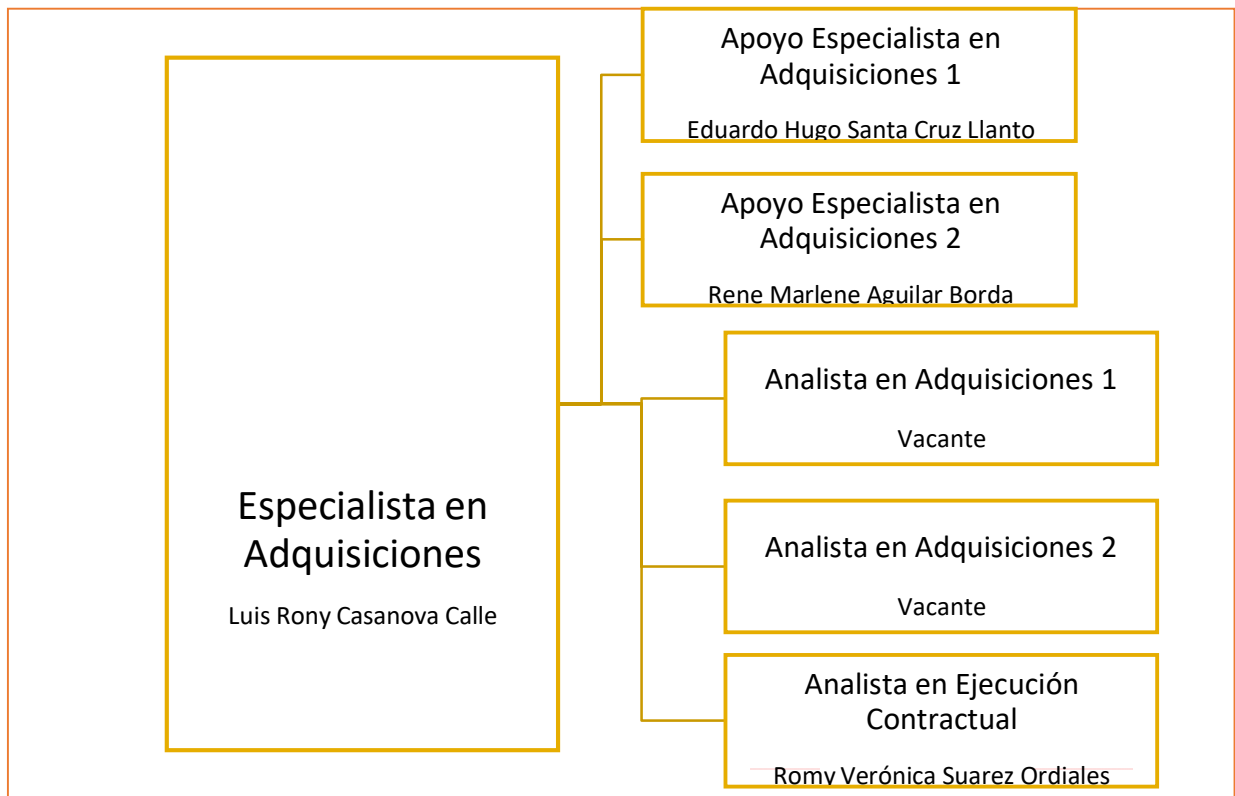 Especialista en
Adquisiciones
Luis Rony Casanova Calle
Apoyo Especialista en
Adquisiciones 1
Eduardo Hugo Santa Cruz Llanto
Apoyo Especialista en
Adquisiciones 2
Rene Marlene Aguilar Borda
Analista en Adquisiciones 1
Vacante
Analista en Adquisiciones 2
Vacante
Analista en Ejecución
Contractual
Romy Verónica Suarez Ordiales